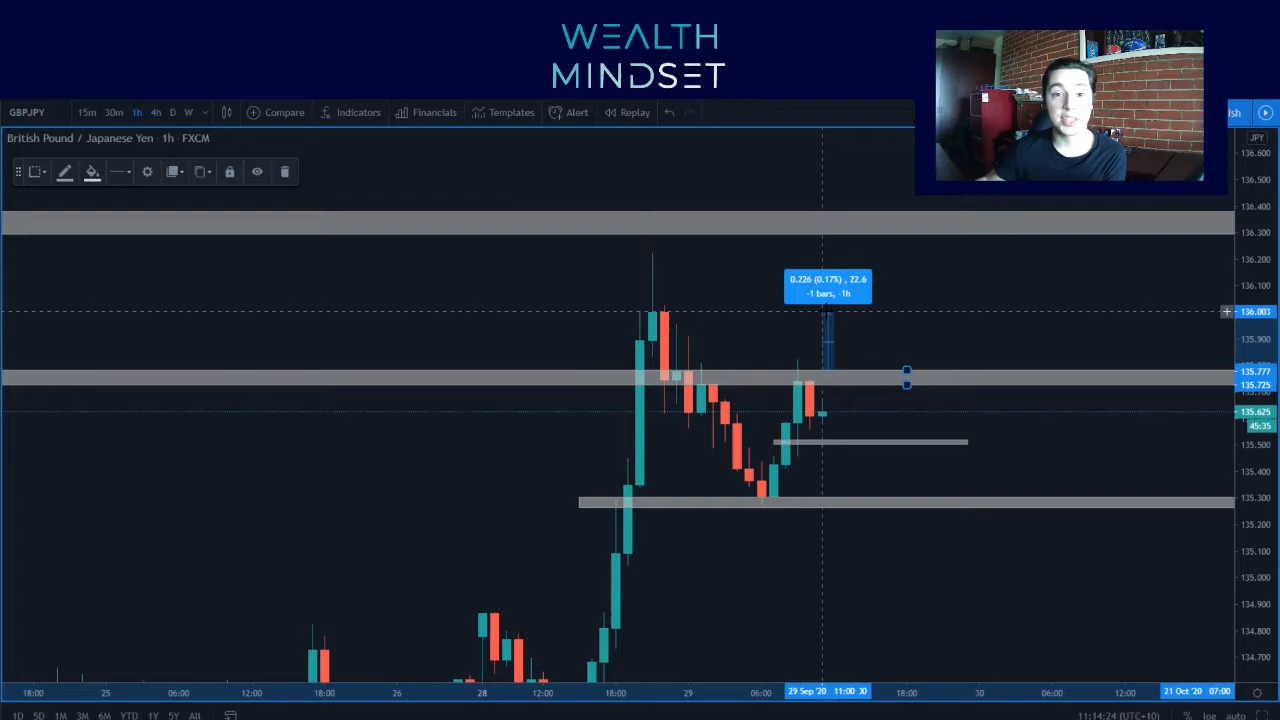 WEALTH
MINDSET
GBPJPY 15m 30m 1h 4h D W Compare Indicators Financials Templates Alert Replay ish
British Pound / Japanese Yen · 1h · FXCM
JPY
136.600
136.500
136.400
136.300
136.200
136.100
0.226 (0.17%) , 22.6
-1 bars, -1h
136.003
135.900
135.777
135.725
135.625
45:35
135.500
135.400
135.300
135.200
135.100
135.000
134.900
134.800
134.700
18:00 25 06:00 12:00 18:00 26 28 12:00 18:00 29 06:00 29 Sep '20 11:00 18:00 30 06:00 12:00 21 Oct '20 07:00
1D 5D 1M 3M 6M YTD 1Y 5Y All 11:14:24 (UTC+10) % log auto